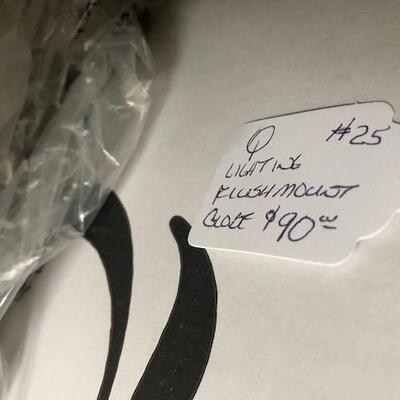 Q #25
LIGHTING
FLUSHMOUNT
GLOBE $90.00